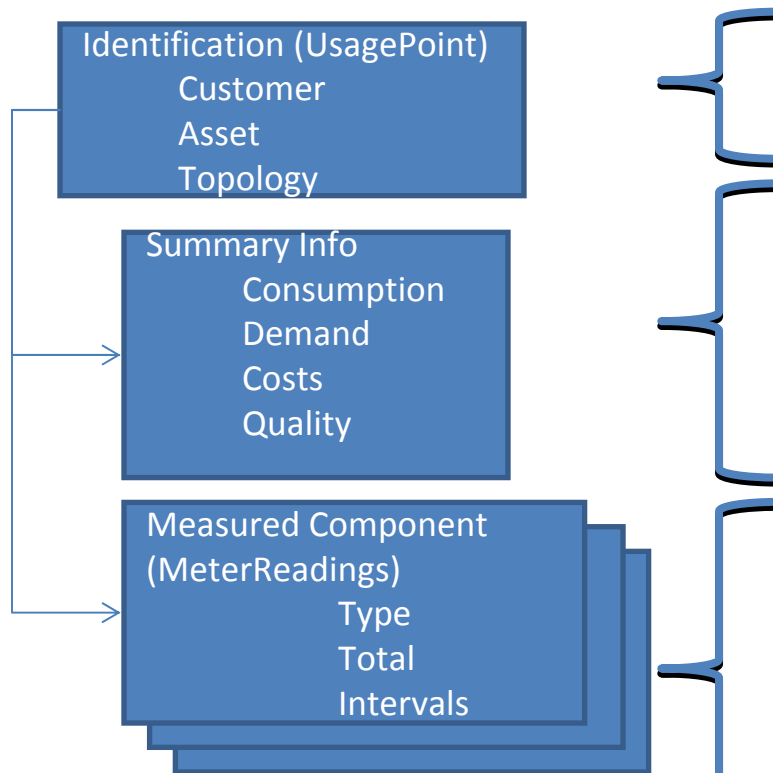 Identification (UsagePoint)
Customer
Asset
Topology
Summary Info
Consumption
Demand
Costs
Quality
Measured Component
(MeterReadings)
Type
Total
Intervals